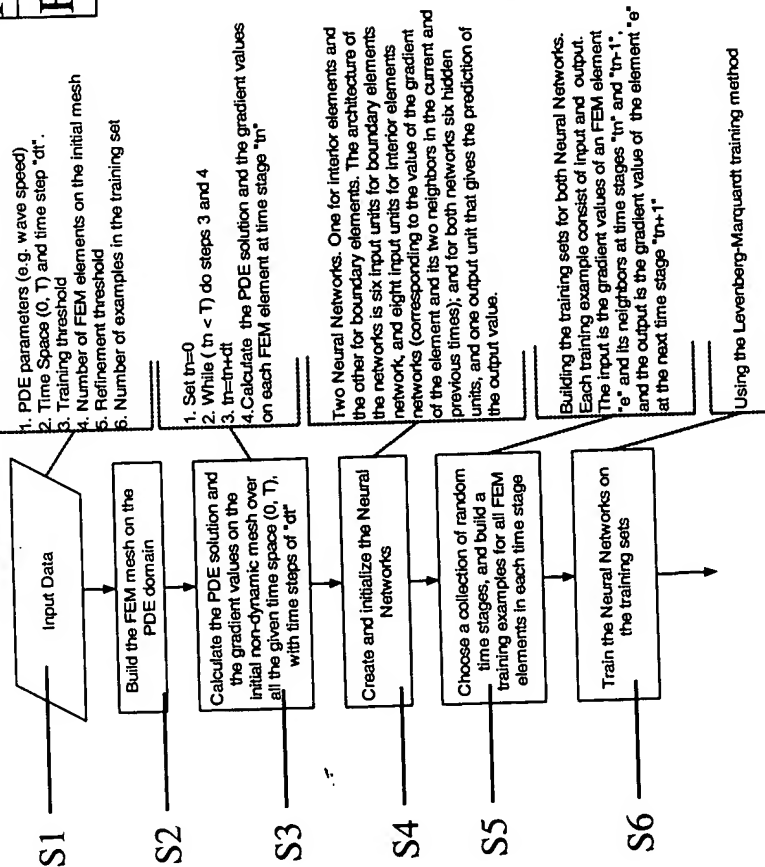 S1
Input Data
1. PDE parameters (e.g. wave speed)
2. Time Space (0, T) and time step "dt".
3. Training threshold
4. Number of FEM elements on the initial mesh
5. Refinement threshold
6. Number of examples in the training set
S2
Build the FEM mesh on the
PDE domain
S3
Calculate the PDE solution and
the gradient values on the
initial non-dynamic mesh over
all the given time space (0, T),
with time steps of "dt"
1. Set tn=0
2. While ( tn < T) do steps 3 and 4
3. tn=tn+dt
4.Calculate the PDE solution and the gradient values
on each FEM element at time stage "tn"
S4
Create and initialize the Neural
Networks
Two Neural Networks. One for interior elements and
the other for boundary elements. The architecture of
the networks is six input units for boundary elements
network, and eight input units for interior elements
networks (corresponding to the value of the gradient
of the element and its two neighbors in the current and
previous times); and for both networks six hidden
units, and one output unit that gives the prediction of
the output value.
S5
Choose a collection of random
time stages, and build a
training examples for all FEM
elements in each time stage
Building the training sets for both Neural Networks.
Each training example consist of input and output.
The input is the gradient values of an FEM element
"e" and its neighbors at time stages "tn" and "tn-1",
and the output is the gradient value of the element "e"
at the next time stage "tn+1"
S6
Train the Neural Networks on
the training sets
Using the Levenberg-Marquardt training method